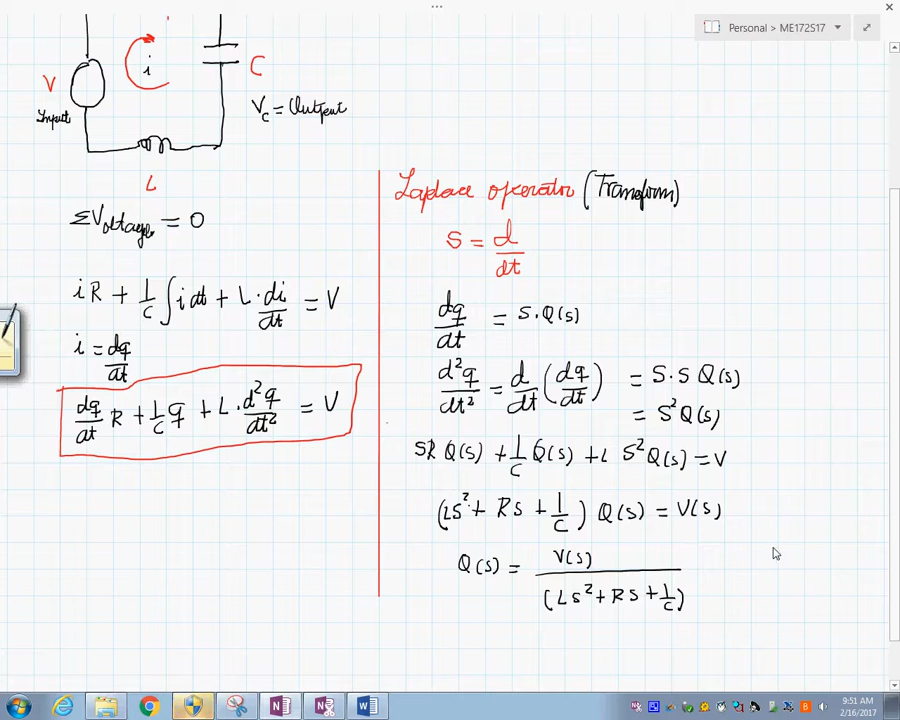 Personal > ME172S17
V
i
C
Input
V_C = Output
L
ΣVoltage = 0
iR + 1/C ∫ i dt + L · di/dt = V
i = dq/dt
dq/dt R + 1/C q + L · d²q/dt² = V
Laplace operator (Transform)
S = d/dt
dq/dt = S·Q(s)
d²q/dt² = d/dt (dq/dt) = S·S Q(s)
= S²Q(s)
SR Q(s) + 1/C Q(s) + L S²Q(s) = V
(LS² + RS + 1/C) Q(s) = V(s)
Q(s) = V(s)/(LS² + RS + 1/C)
9:51 AM
2/16/2017